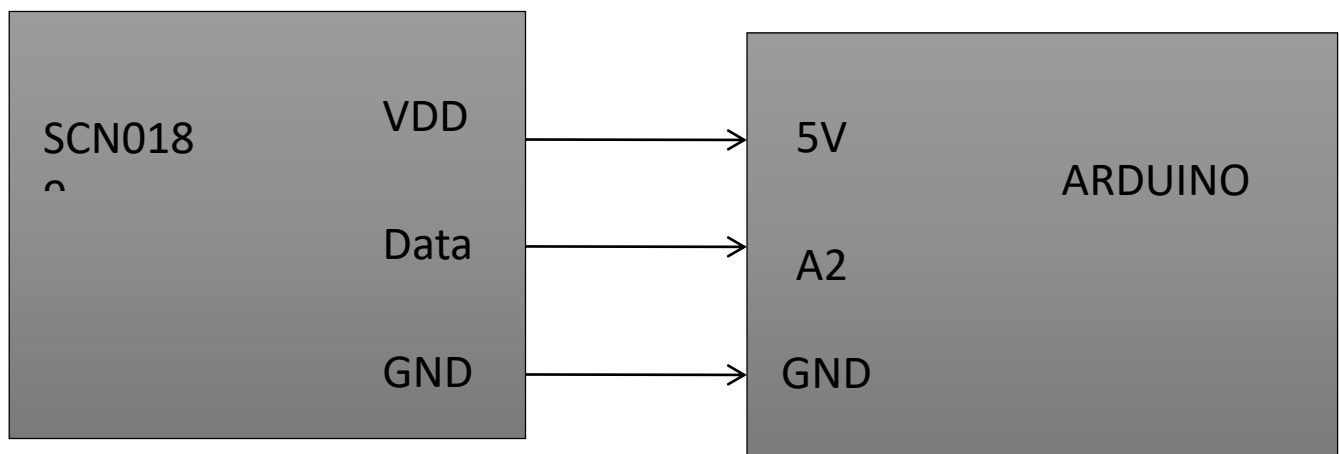 SCN018
VDD
Data
GND
5V
A2
GND
ARDUINO